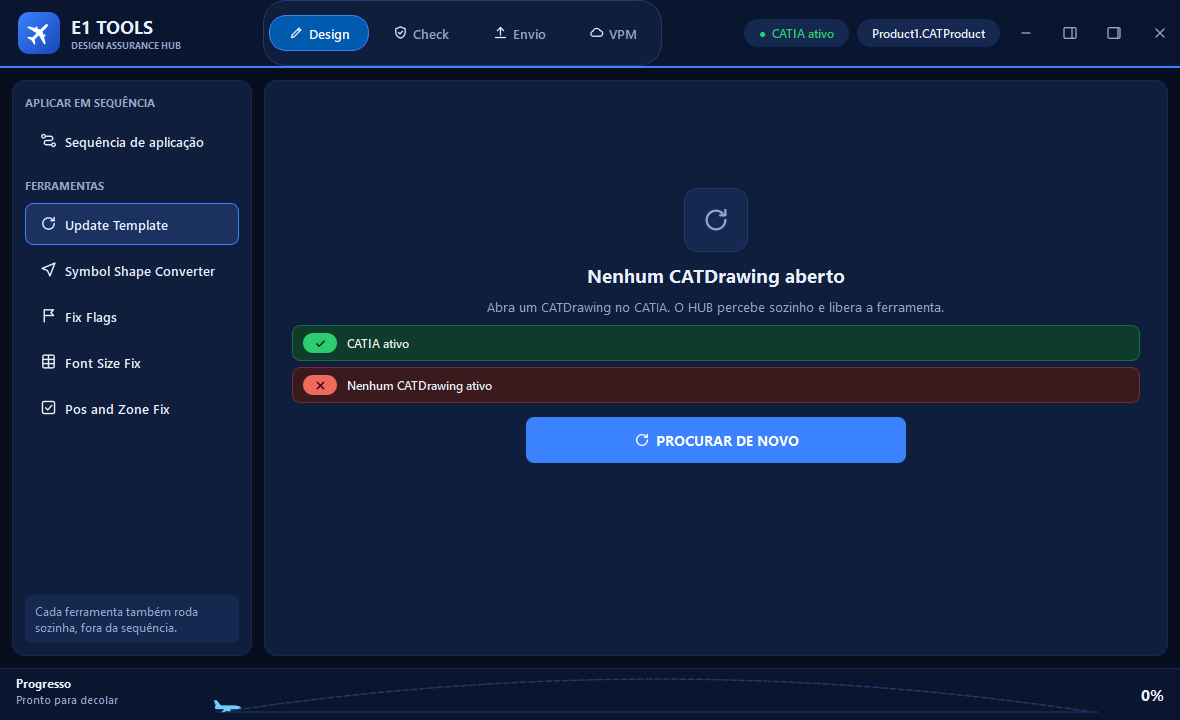 E1 TOOLS
DESIGN ASSURANCE HUB
Design
Check
Envio
VPM
CATIA ativo
Product1.CATProduct
APLICAR EM SEQUÊNCIA
Sequência de aplicação
FERRAMENTAS
Update Template
Symbol Shape Converter
Fix Flags
Font Size Fix
Pos and Zone Fix
Cada ferramenta também roda
sozinha, fora da sequência.
Nenhum CATDrawing aberto
Abra um CATDrawing no CATIA. O HUB percebe sozinho e libera a ferramenta.
CATIA ativo
Nenhum CATDrawing ativo
PROCURAR DE NOVO
Progresso
Pronto para decolar
0%